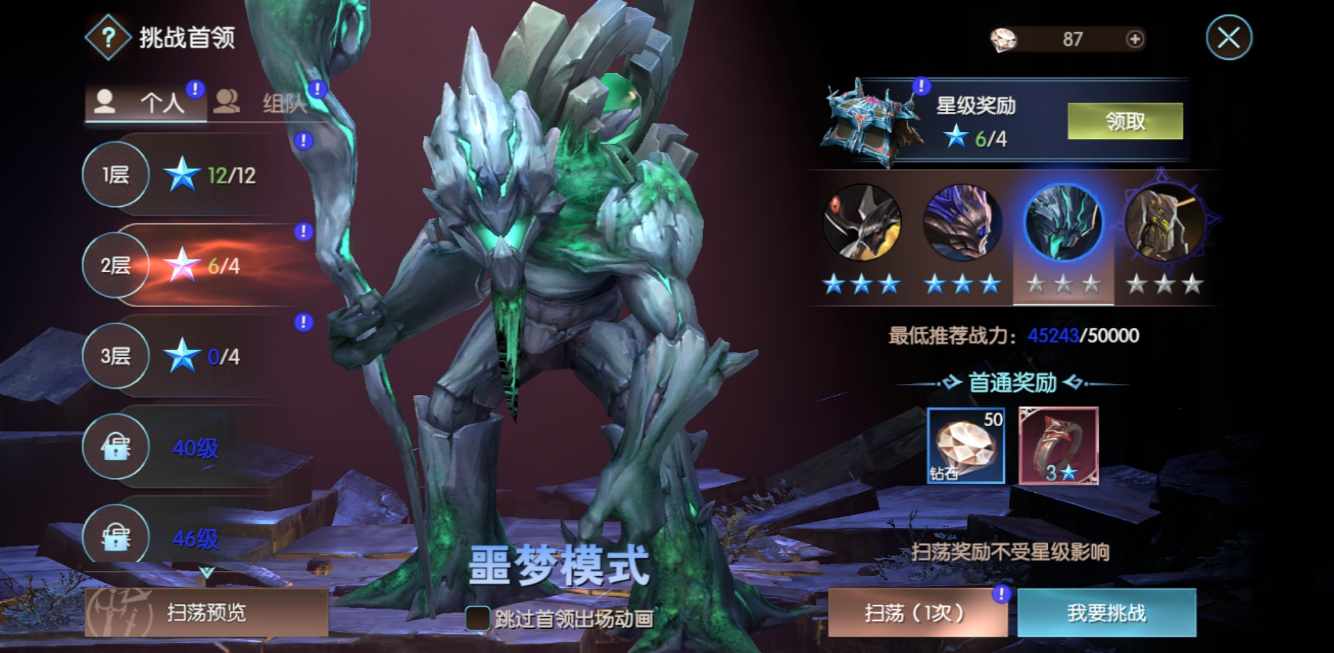 ? 挑战首领
87
! 个人
! 组队
!
1层
12/12
!
2层
6/4
!
3层
0/4
40级
46级
扫荡预览
噩梦模式
跳过首领出场动画
! 星级奖励
6/4
领取
最低推荐战力：45243/50000
首通奖励
50
钻石
3
扫荡奖励不受星级影响
扫荡（1次） !
我要挑战